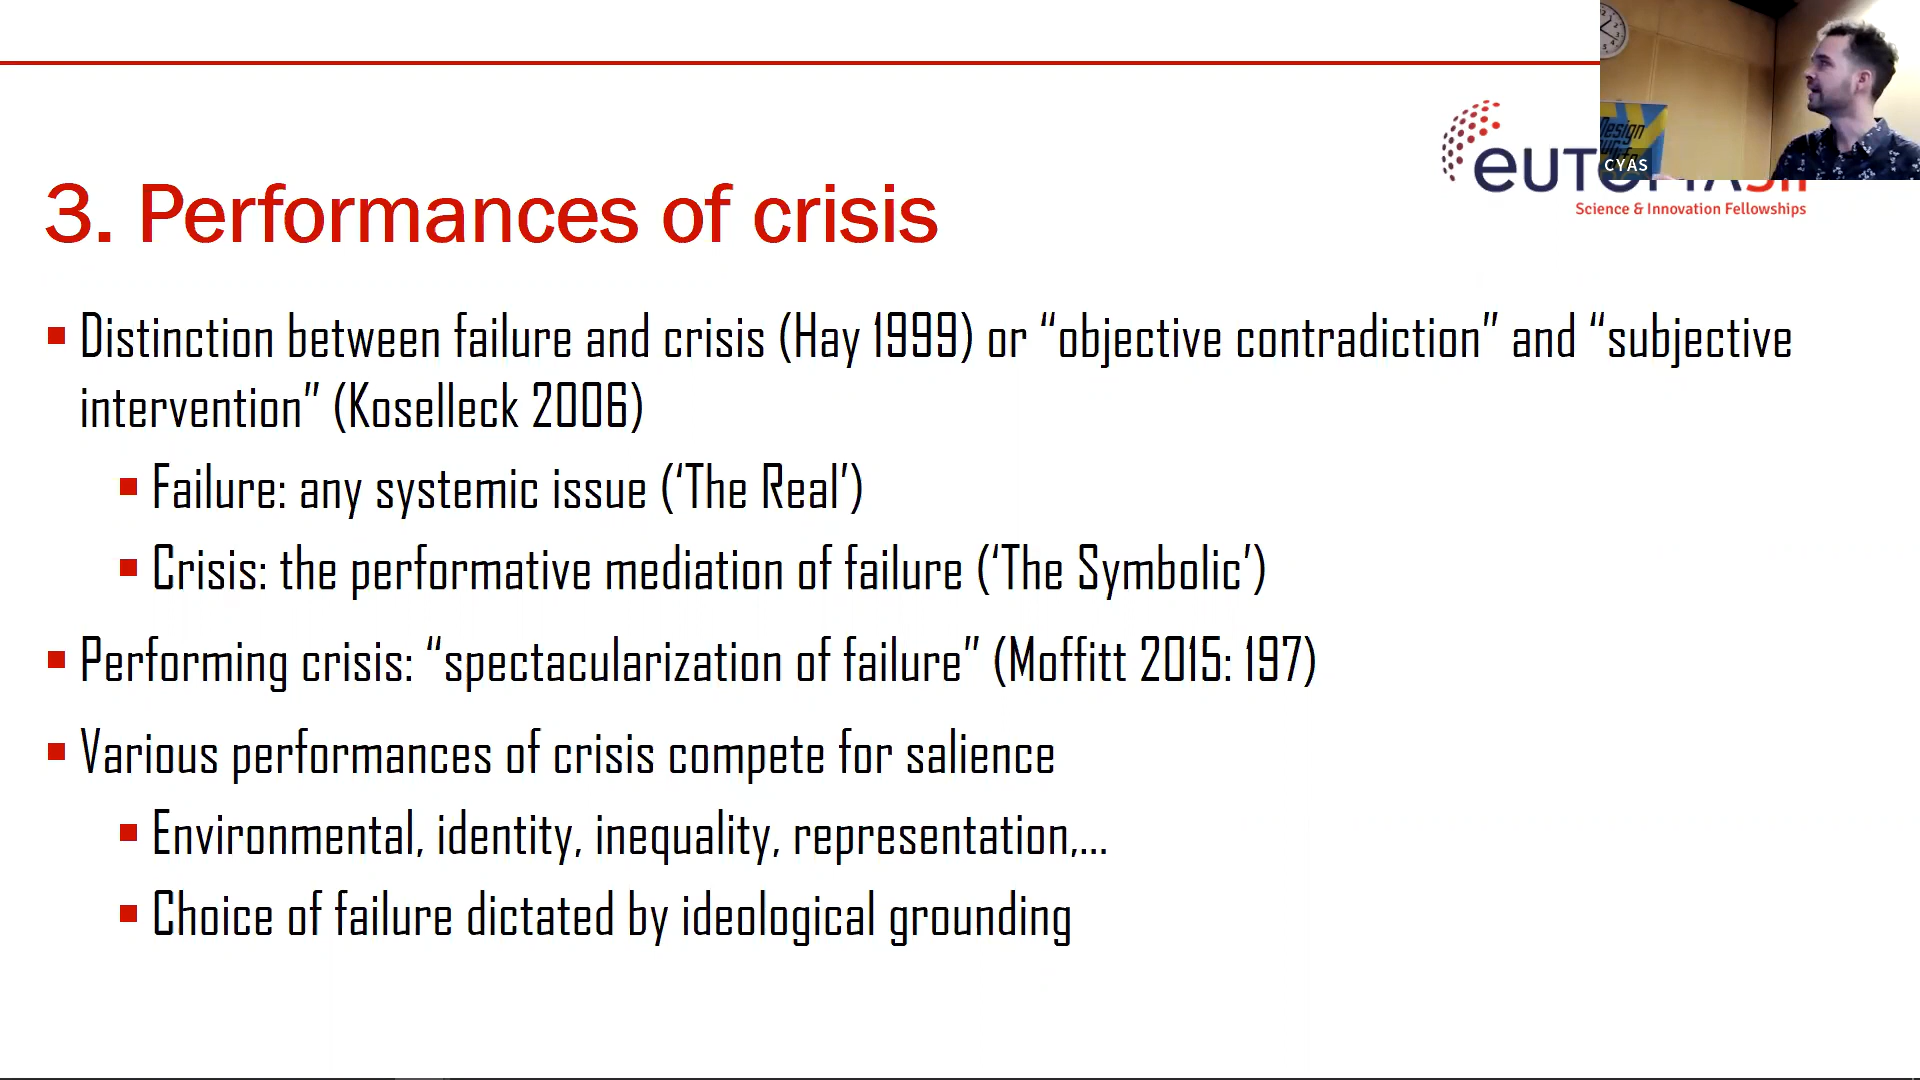 3. Performances of crisis
▪ Distinction between failure and crisis (Hay 1999) or “objective contradiction” and “subjective
intervention” (Koselleck 2006)
▪ Failure: any systemic issue (‘The Real’)
▪ Crisis: the performative mediation of failure (‘The Symbolic’)
▪ Performing crisis: “spectacularization of failure” (Moffitt 2015: 197)
▪ Various performances of crisis compete for salience
▪ Environmental, identity, inequality, representation,...
▪ Choice of failure dictated by ideological grounding
Science & Innovation Fellowships
Design
CYAS